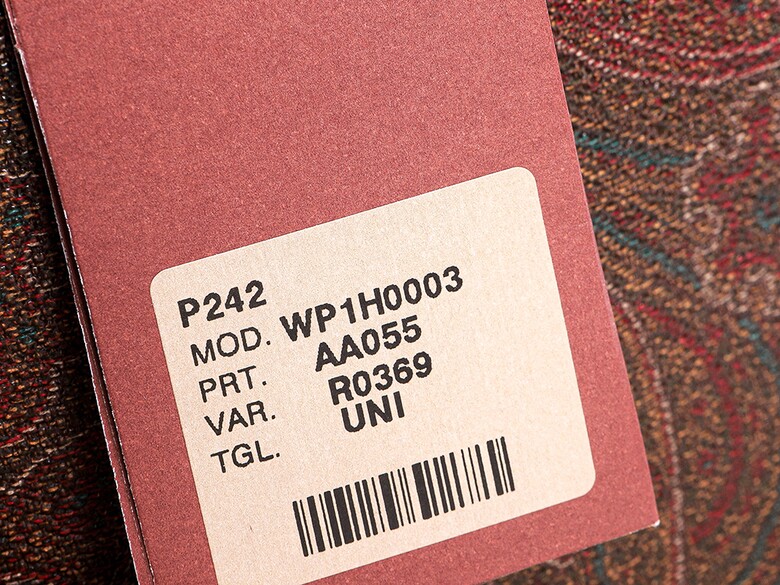 P242
MOD. WP1H0003
PRT. AA055
VAR. R0369
TGL. UNI